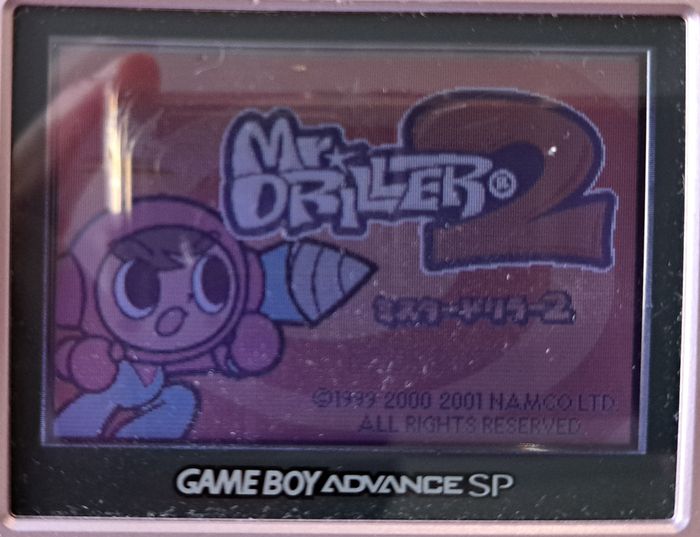 Mr. DRILLER® 2
ミスタードリラー2
©1999 2000 2001 NAMCO LTD.
ALL RIGHTS RESERVED.
GAME BOY ADVANCE SP